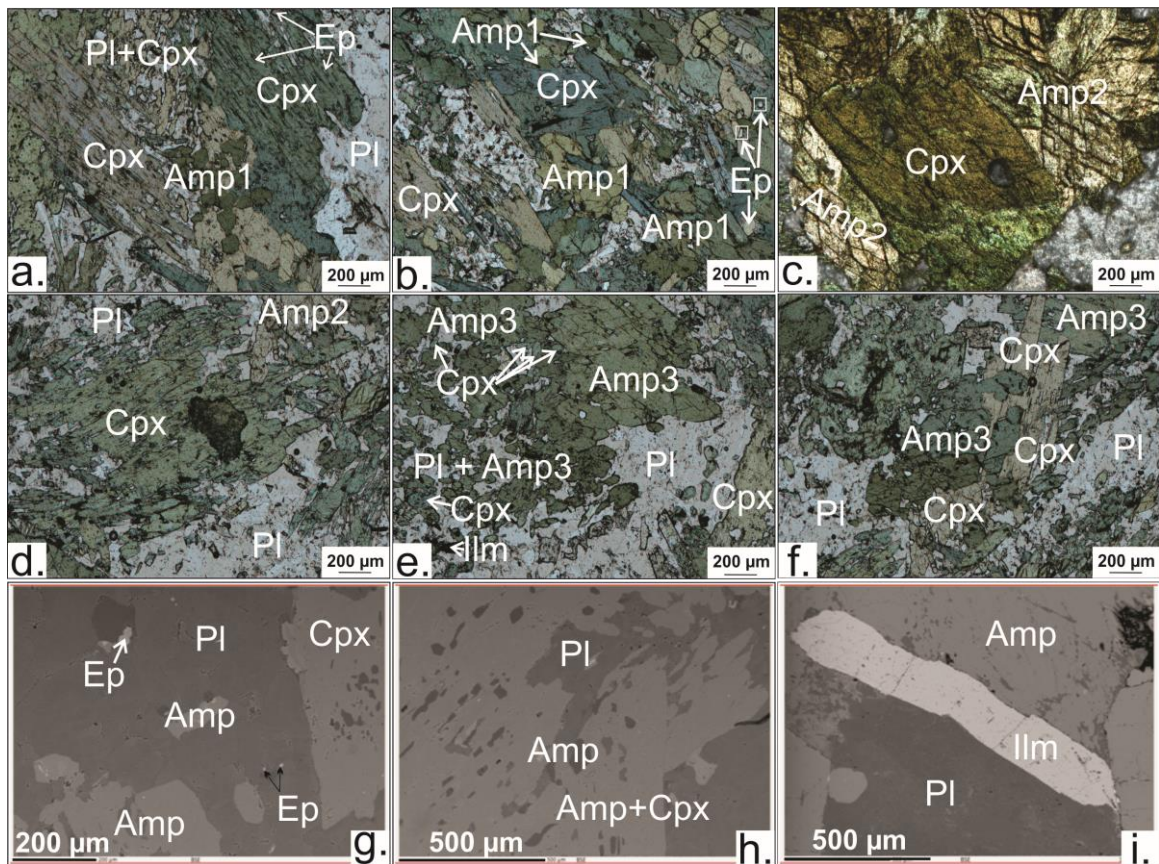 Ep
Pl+Cpx
Cpx
Cpx
Pl
Amp1
a.
200 µm
Amp1
Cpx
Amp1
Ep
Cpx
Amp1
b.
200 µm
Amp2
Cpx
Amp2
c.
200 µm
Pl
Amp2
Cpx
Pl
d.
200 µm
Amp3
Cpx
Amp3
Pl + Amp3
Pl
Cpx
Cpx
Ilm
e.
200 µm
Amp3
Cpx
Amp3
Cpx
Pl
Pl
Cpx
f.
200 µm
Pl
Cpx
Ep
Amp
Ep
Amp
200 µm
g.
Pl
Amp
Amp+Cpx
500 µm
h.
Amp
Ilm
Pl
500 µm
i.